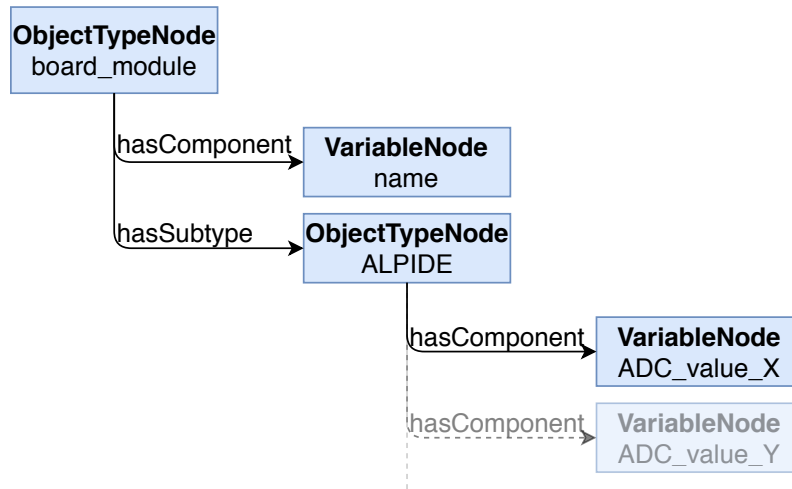 ObjectTypeNode
board_module
hasComponent
VariableNode
name
hasSubtype
ObjectTypeNode
ALPIDE
hasComponent
VariableNode
ADC_value_X
hasComponent
VariableNode
ADC_value_Y